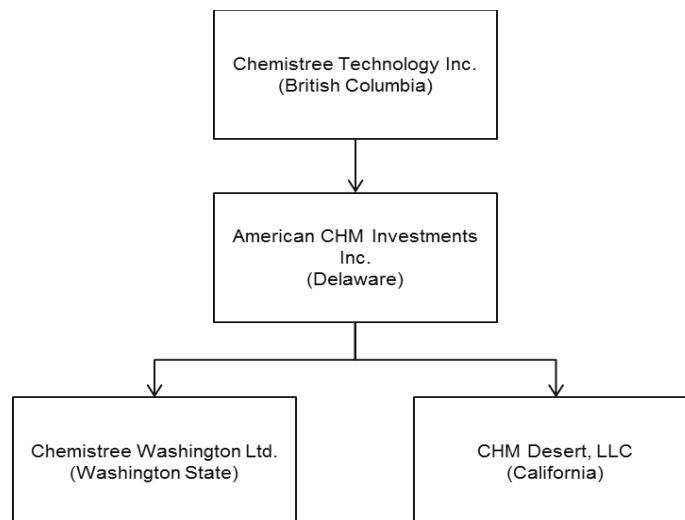 Chemistree Technology Inc.
(British Columbia)
American CHM Investments
Inc.
(Delaware)
Chemistree Washington Ltd.
(Washington State)
CHM Desert, LLC
(California)